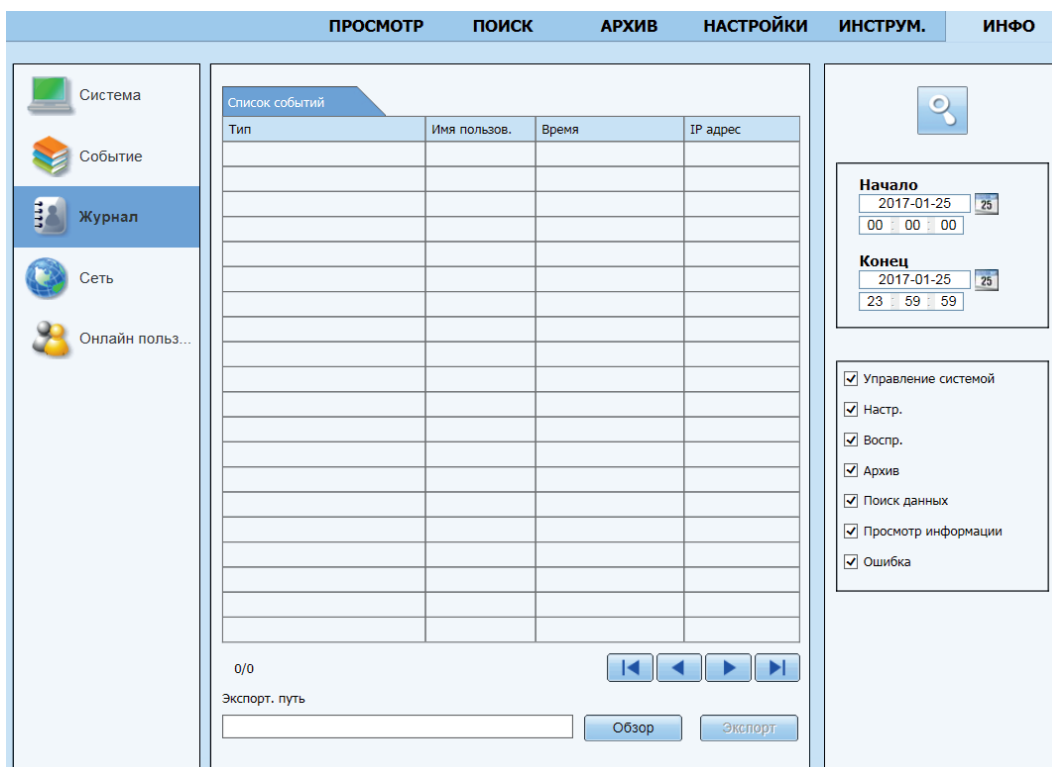 ПРОСМОТР ПОИСК АРХИВ НАСТРОЙКИ ИНСТРУМ. ИНФО
Система
Событие
Журнал
Сеть
Онлайн польз...
Список событий
Тип Имя пользов. Время IP адрес
0/0
Экспорт. путь
Обзор Экспорт
Начало
2017-01-25 25
00 : 00 : 00
Конец
2017-01-25 25
23 : 59 : 59
Управление системой
Настр.
Воспр.
Архив
Поиск данных
Просмотр информации
Ошибка